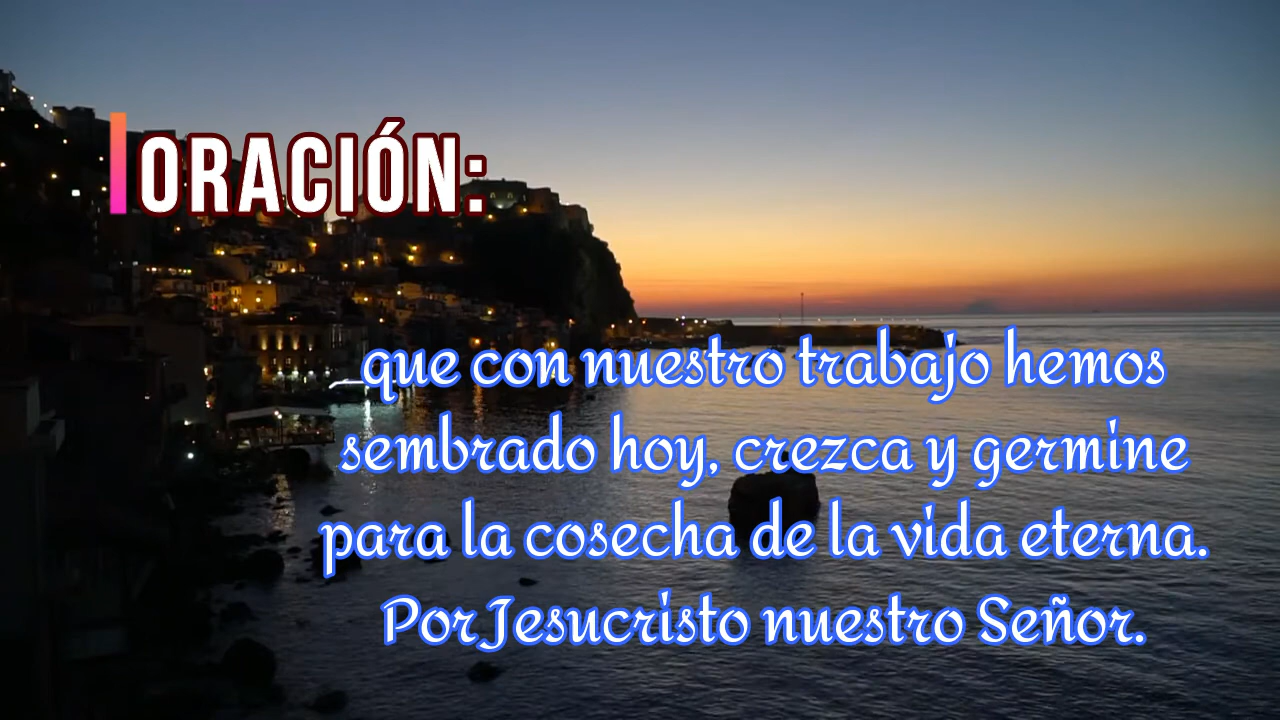 ORACIÓN:
que con nuestro trabajo hemos
sembrado hoy, crezca y germine
para la cosecha de la vida eterna.
Por Jesucristo nuestro Señor.